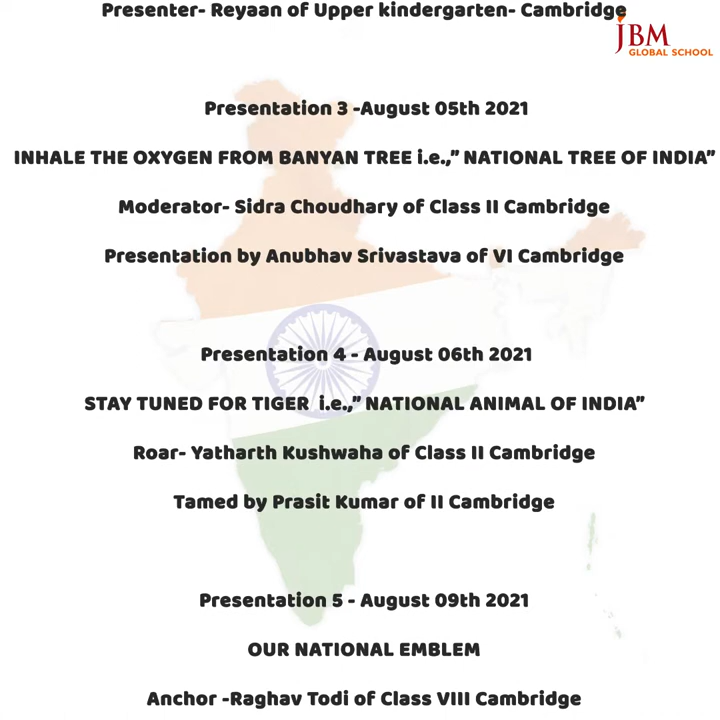 Presenter- Reyaan of Upper kindergarten- Cambridge
JBM
GLOBAL SCHOOL
Presentation 3 -August 05th 2021
INHALE THE OXYGEN FROM BANYAN TREE i.e.,” NATIONAL TREE OF INDIA”
Moderator- Sidra Choudhary of Class II Cambridge
Presentation by Anubhav Srivastava of VI Cambridge
Presentation 4 - August 06th 2021
STAY TUNED FOR TIGER  i.e.,” NATIONAL ANIMAL OF INDIA”
Roar- Yatharth Kushwaha of Class II Cambridge
Tamed by Prasit Kumar of II Cambridge
Presentation 5 - August 09th 2021
OUR NATIONAL EMBLEM
Anchor -Raghav Todi of Class VIII Cambridge